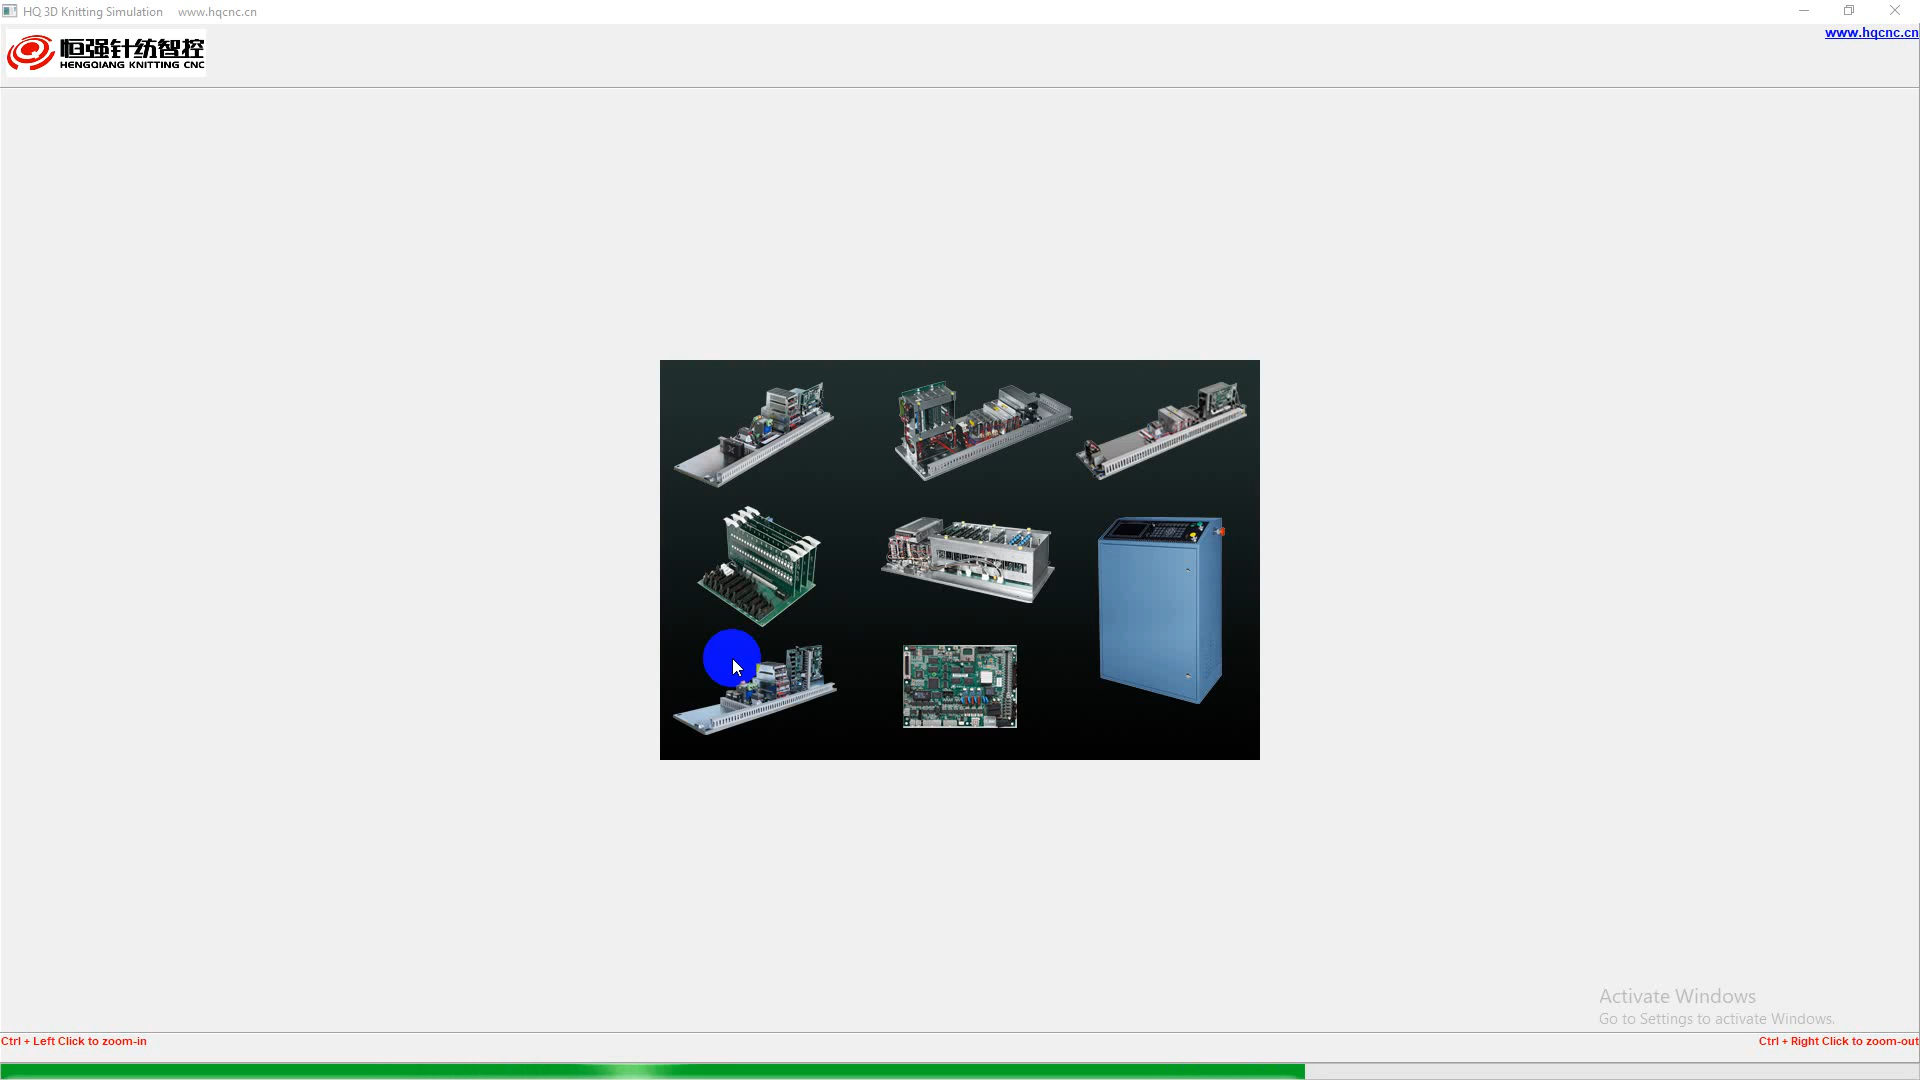 HQ 3D Knitting Simulation www.hqcnc.cn
www.hqcnc.cn
恒强针纺智控
HENGQIANG KNITTING CNC
Activate Windows
Go to Settings to activate Windows.
Ctrl + Left Click to zoom-in
Ctrl + Right Click to zoom-out